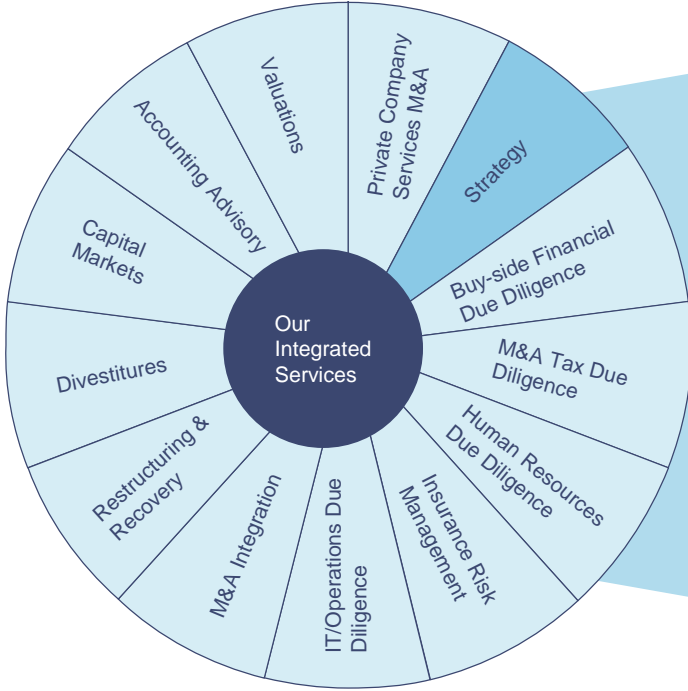 Our
Integrated
Services
Private Company
Services M&A
Strategy
Buy-side Financial
Due Diligence
M&A Tax Due
Diligence
Human Resources
Due Diligence
Insurance Risk
Management
IT/Operations Due
Diligence
M&A Integration
Restructuring &
Recovery
Divestitures
Capital
Markets
Accounting Advisory
Valuations